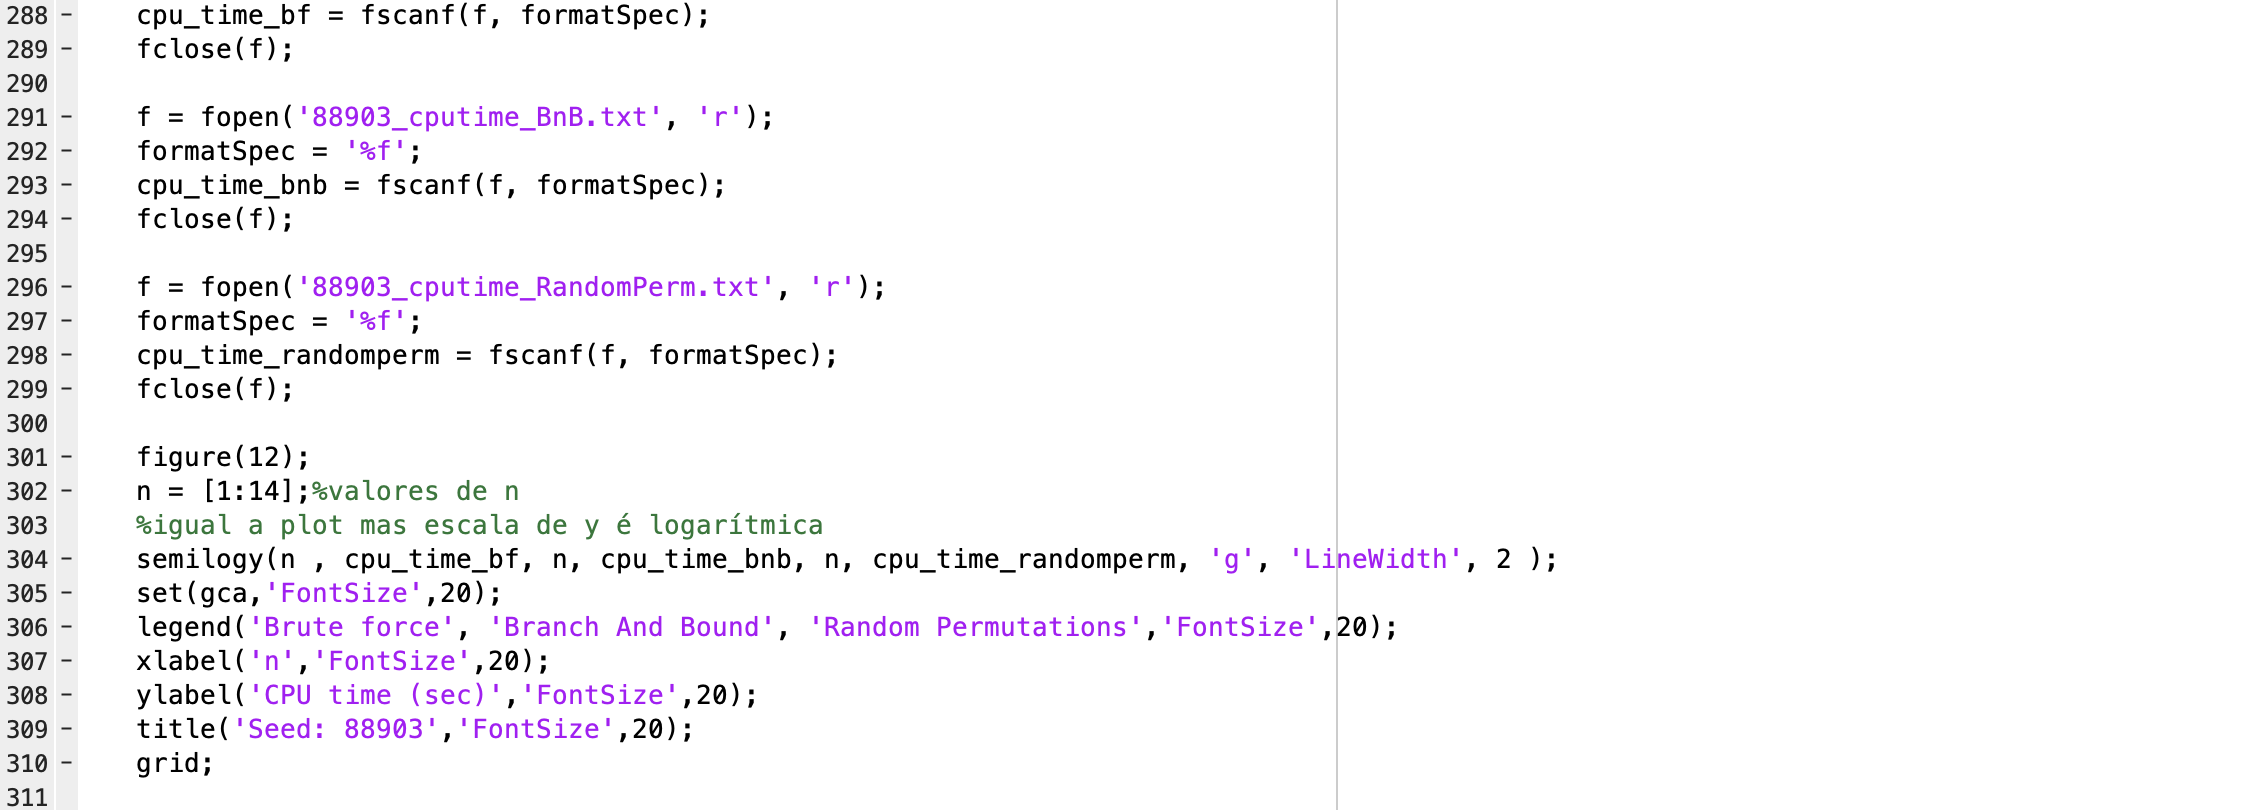 288 - cpu_time_bf = fscanf(f, formatSpec);
289 - fclose(f);
290
291 - f = fopen('88903_cputime_BnB.txt', 'r');
292 - formatSpec = '%f';
293 - cpu_time_bnb = fscanf(f, formatSpec);
294 - fclose(f);
295
296 - f = fopen('88903_cputime_RandomPerm.txt', 'r');
297 - formatSpec = '%f';
298 - cpu_time_randomperm = fscanf(f, formatSpec);
299 - fclose(f);
300
301 - figure(12);
302 - n = [1:14];%valores de n
303 %igual a plot mas escala de y é logarítmica
304 - semilogy(n , cpu_time_bf, n, cpu_time_bnb, n, cpu_time_randomperm, 'g', 'LineWidth', 2 );
305 - set(gca,'FontSize',20);
306 - legend('Brute force', 'Branch And Bound', 'Random Permutations','FontSize',20);
307 - xlabel('n','FontSize',20);
308 - ylabel('CPU time (sec)','FontSize',20);
309 - title('Seed: 88903','FontSize',20);
310 - grid;
311